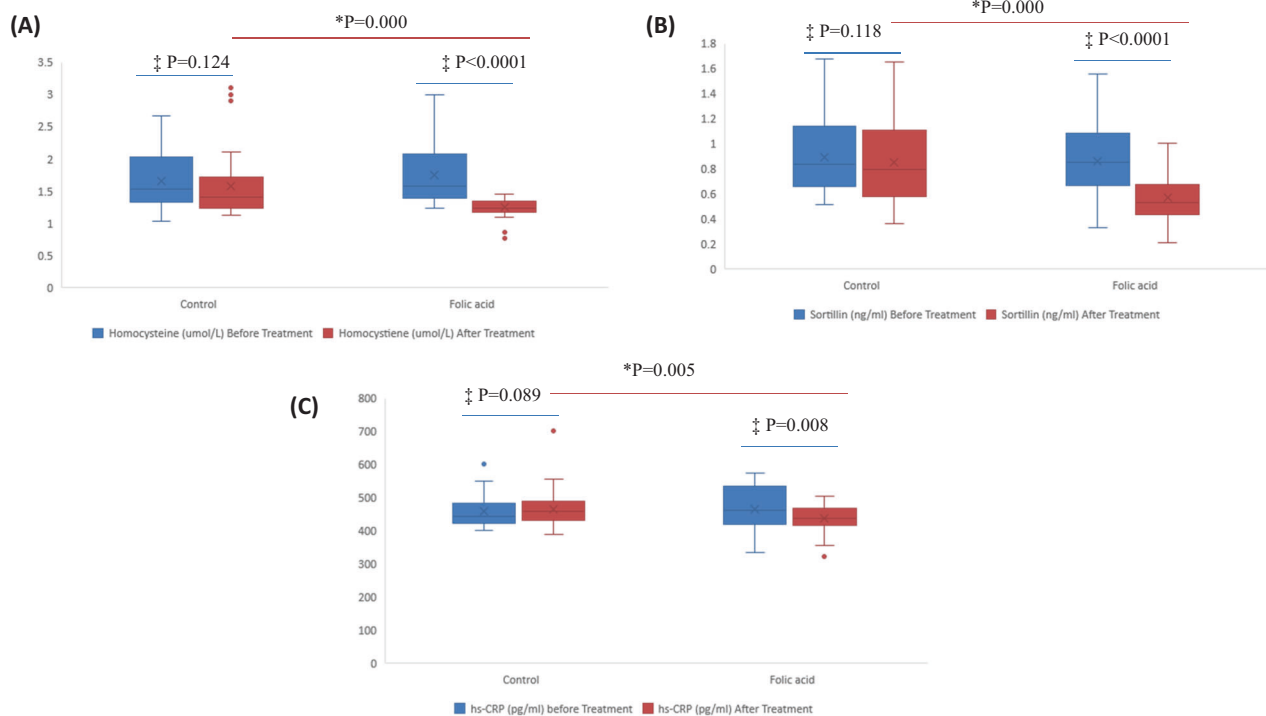 (A)
*P=0.000
‡ P=0.124
‡ P<0.0001
3.5
3
2.5
2
1.5
1
0.5
0
Control
Folic acid
Homocysteine (umol/L) Before Treatment
Homocystiene (umol/L) After Treatment
(B)
*P=0.000
‡ P=0.118
‡ P<0.0001
1.8
1.6
1.4
1.2
1
0.8
0.6
0.4
0.2
0
Control
Folic acid
Sortillin (ng/ml) Before Treatment
Sortillin (ng/ml) After Treatment
(C)
*P=0.005
‡ P=0.089
‡ P=0.008
800
700
600
500
400
300
200
100
0
Control
Folic acid
hs-CRP (pg/ml) before Treatment
hs-CRP (pg/ml) After Treatment